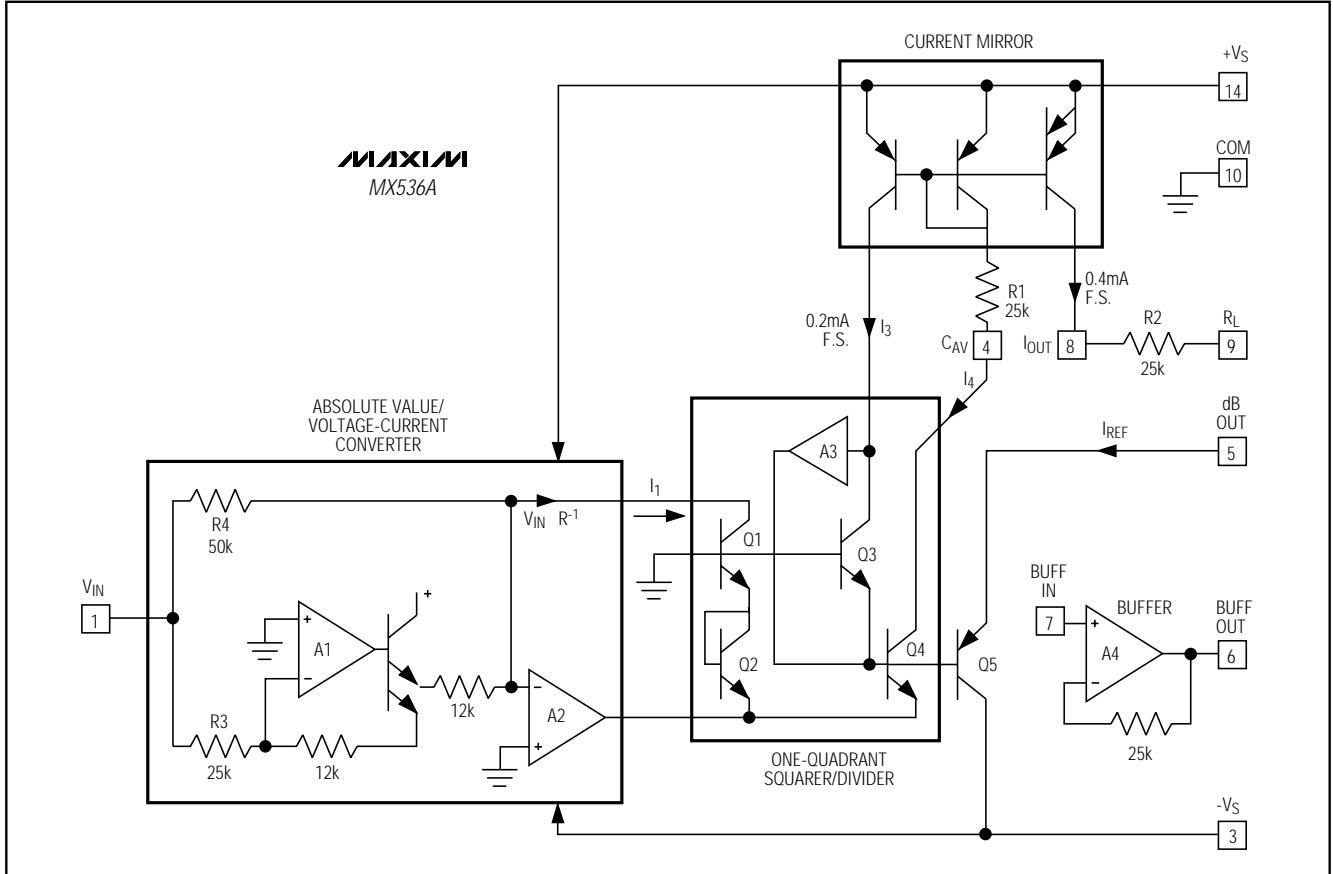 CURRENT MIRROR
+VS
14
COM
10
MAXIM
MX536A
0.4mA
F.S.
R1
25k
0.2mA
F.S.
I3
CAV
4
IOUT
8
R2
25k
RL
9
I4
ABSOLUTE VALUE/
VOLTAGE-CURRENT
CONVERTER
dB
OUT
5
IREF
A3
I1
VIN R-1
R4
50k
Q1
Q3
VIN
1
+
+
A1
-
BUFF
IN
7
BUFFER
BUFF
OUT
6
+
A4
-
Q2
Q4
Q5
12k
-
A2
+
R3
25k
12k
25k
ONE-QUADRANT
SQUARER/DIVIDER
-VS
3